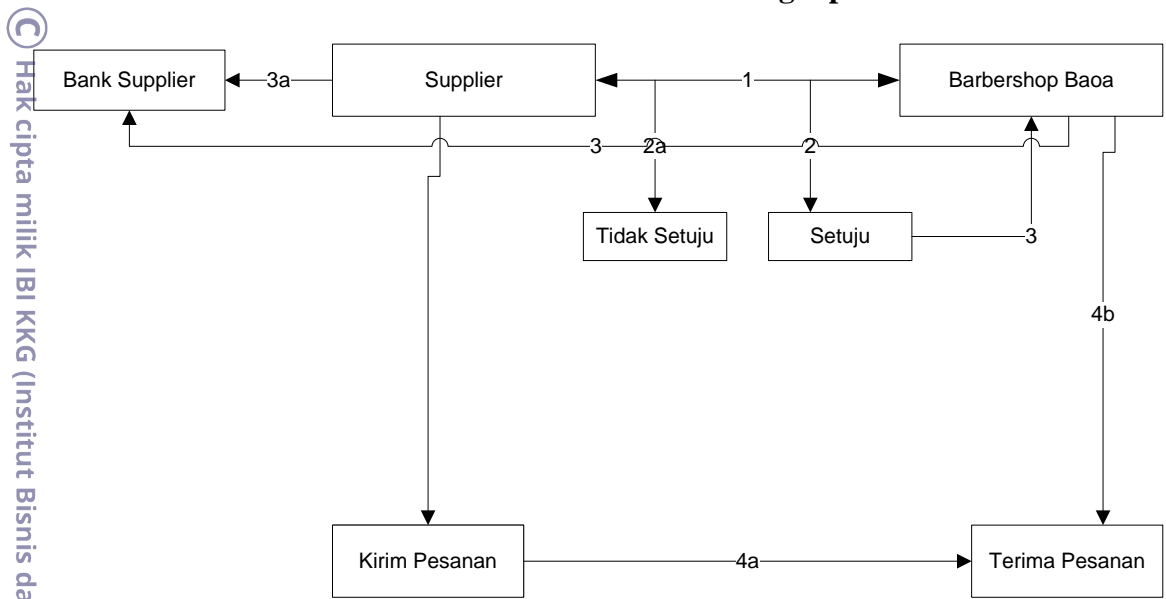 Bank Supplier
3a
Supplier
1
Barbershop Baoa
3
2a
2
Tidak Setuju
Setuju
3
4b
Kirim Pesanan
4a
Terima Pesanan
© Hak cipta milik IBI KKG (Institut Bisnis da